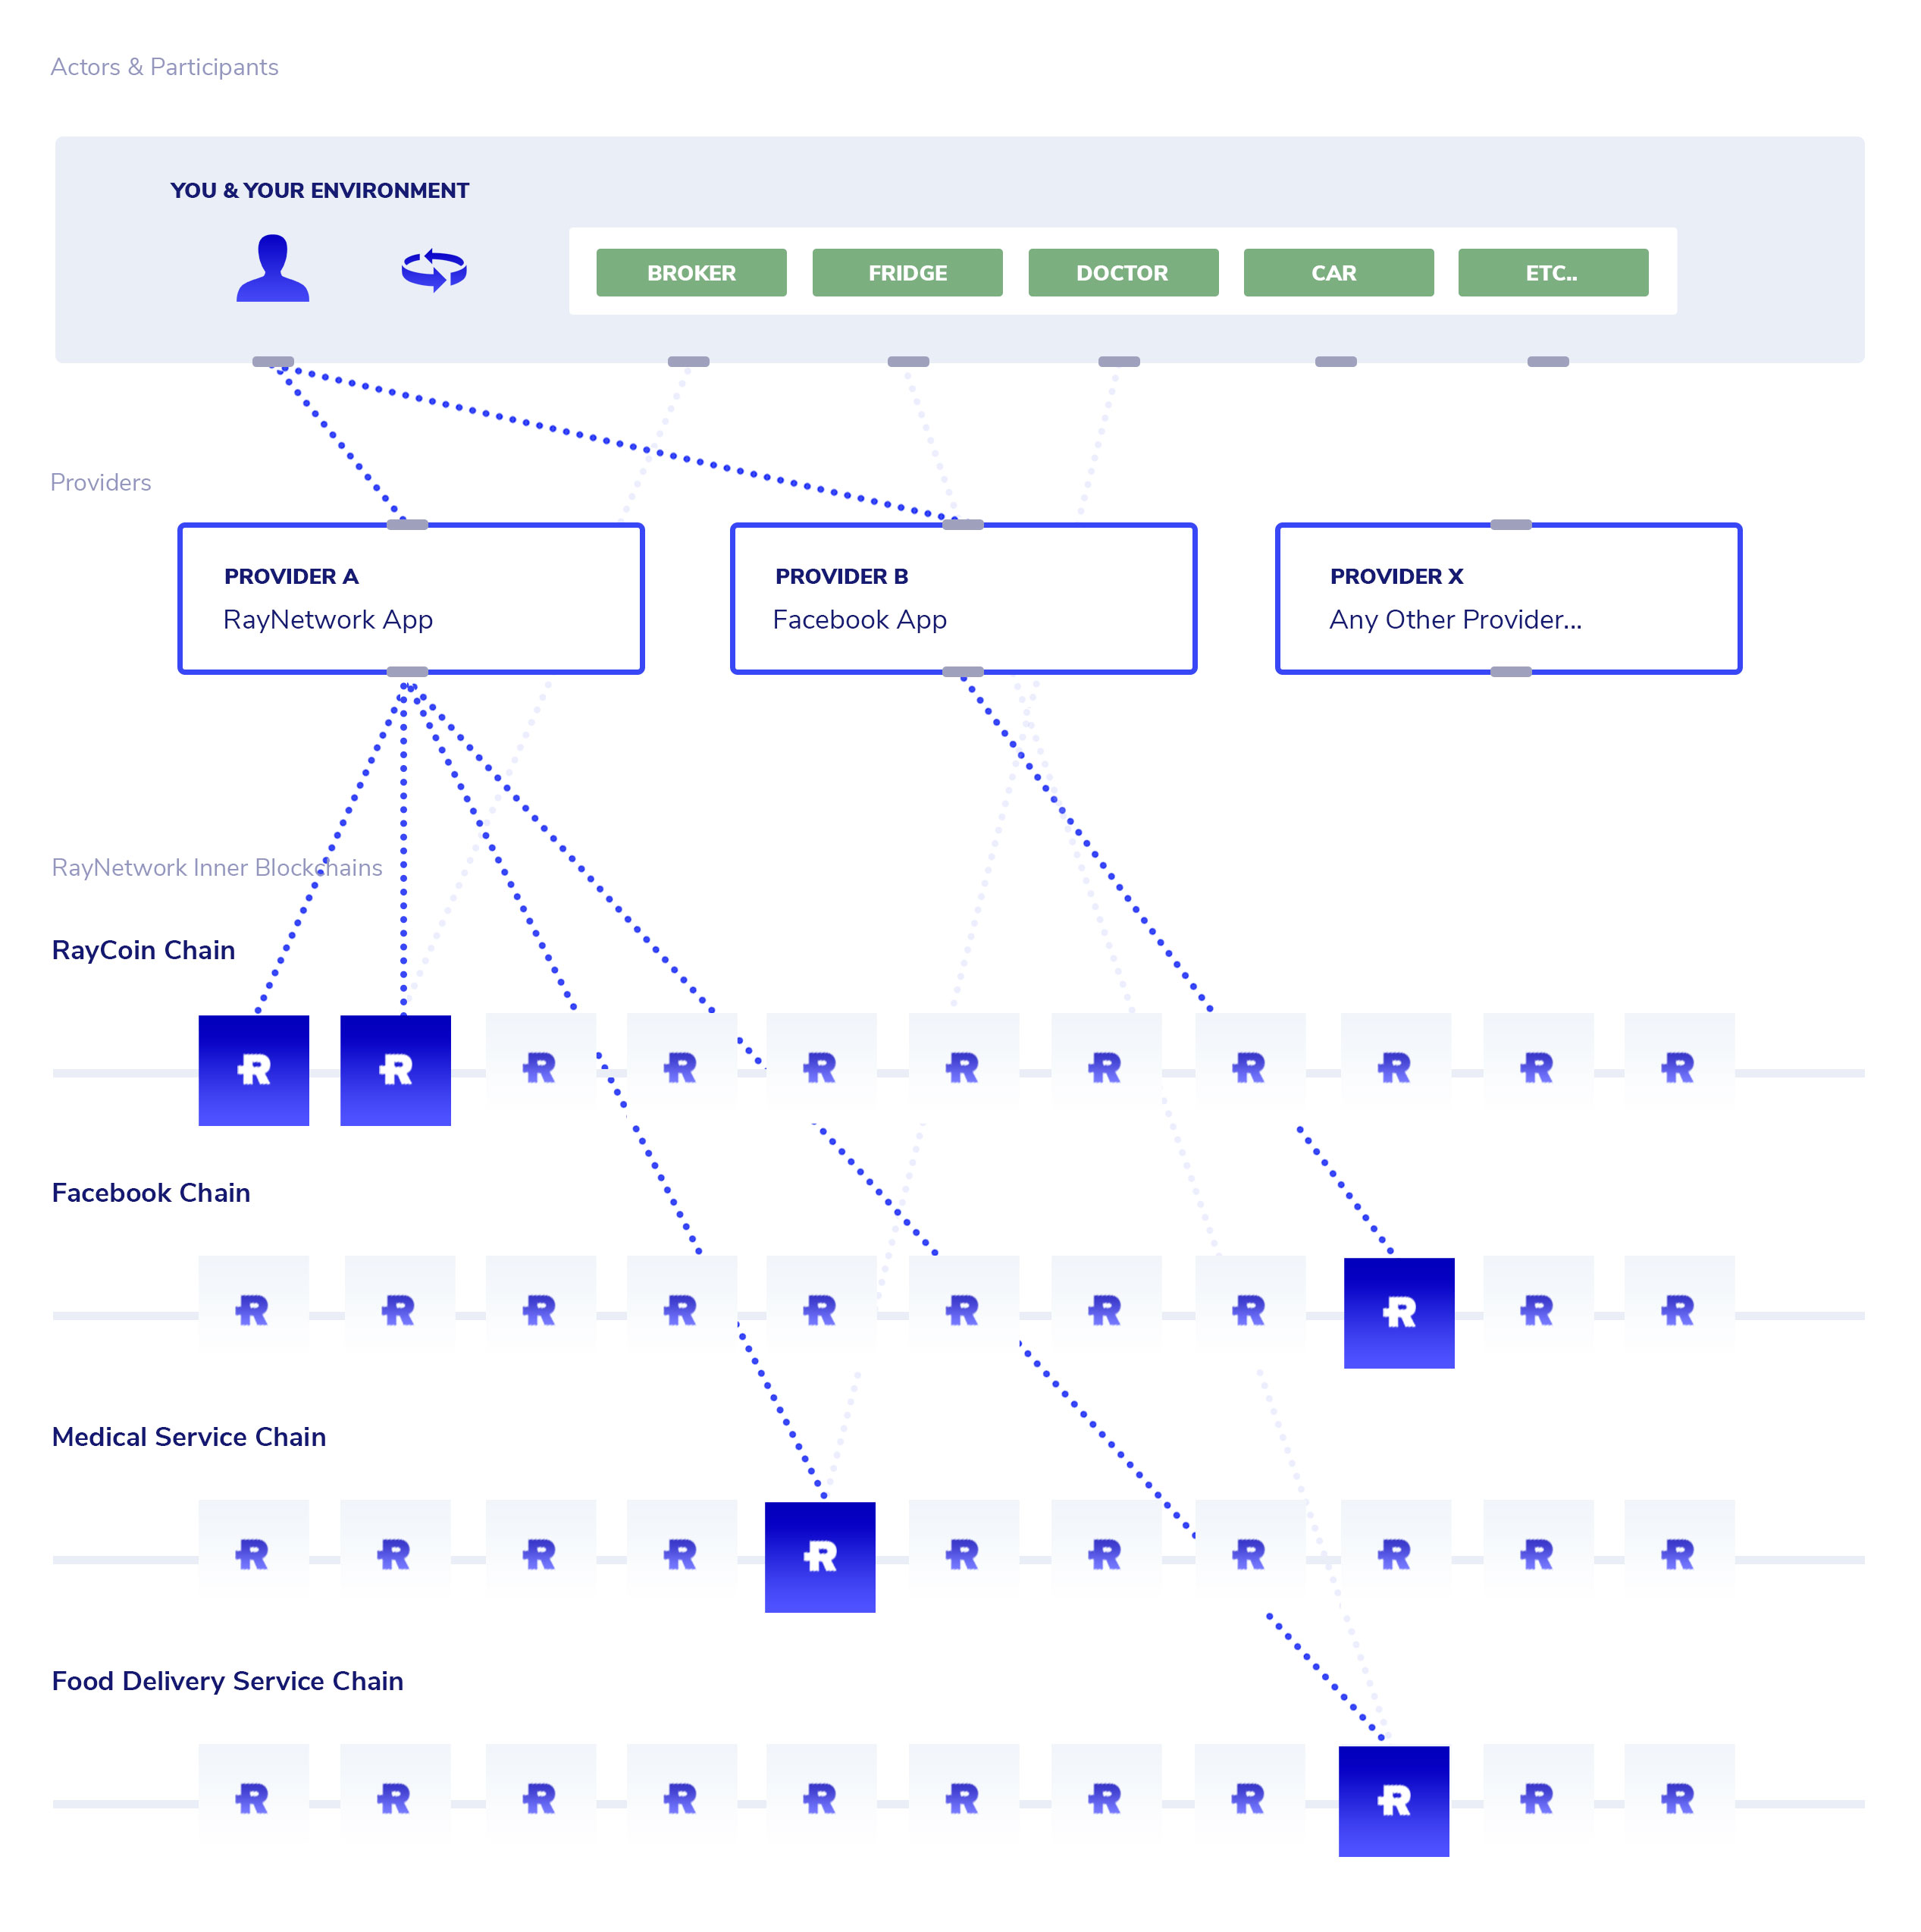 Actors & Participants
YOU & YOUR ENVIRONMENT
BROKER FRIDGE DOCTOR CAR ETC..
Providers
PROVIDER A
RayNetwork App
PROVIDER B
Facebook App
PROVIDER X
Any Other Provider...
RayNetwork Inner Blockchains
RayCoin Chain
Facebook Chain
Medical Service Chain
Food Delivery Service Chain